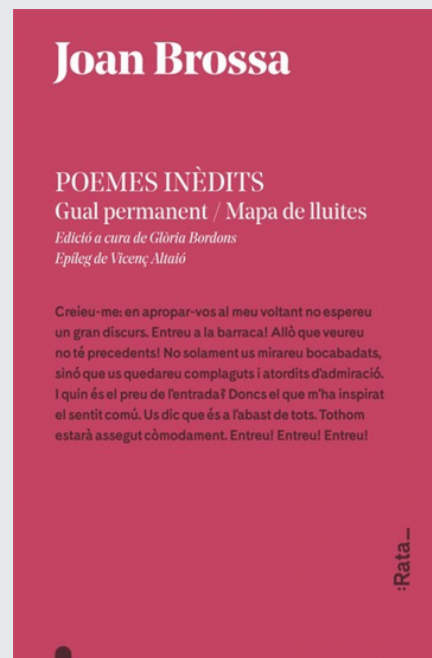 Joan Brossa
POEMES INÈDITS
Gual permanent / Mapa de lluites
Edició a cura de Glòria Bordons
Epíleg de Vicenç Altaió
Creieu-me: en apropar-vos al meu voltant no espereu
un gran discurs. Entreu a la barraca! Allò que veureu
no té precedents! No solament us mirareu bocabadats,
sinó que us quedareu complaguts i atordits d'admiració.
I quin és el preu de l'entrada? Doncs el que m'ha inspirat
el sentit comú. Us dic que és a l'abast de tots. Tothom
estarà assegut còmodament. Entreu! Entreu! Entreu!
:Rata_